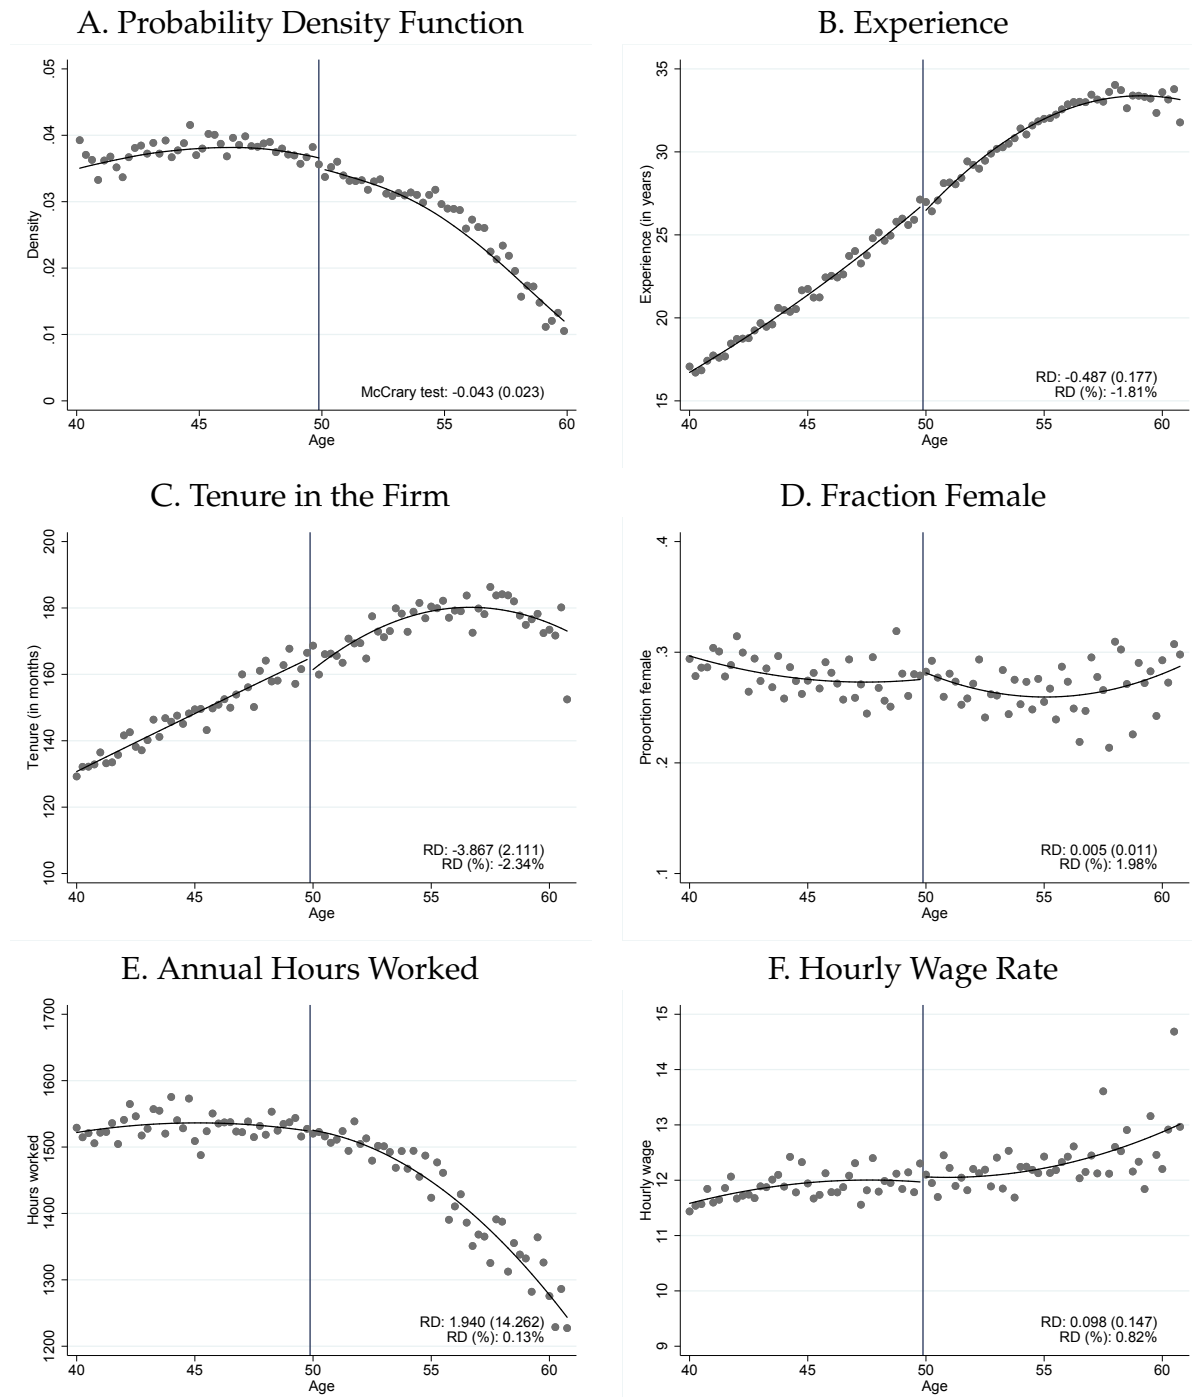 A. Probability Density Function
.05
.04
.03
.02
.01
0
Density
40 45 50 55 60
Age
McCrary test: -0.043 (0.023)
B. Experience
35
30
25
20
15
Experience (in years)
40 45 50 55 60
Age
RD: -0.487 (0.177)
RD (%): -1.81%
C. Tenure in the Firm
200
180
160
140
120
100
Tenure (in months)
40 45 50 55 60
Age
RD: -3.867 (2.111)
RD (%): -2.34%
D. Fraction Female
.4
.3
.2
.1
Proportion female
40 45 50 55 60
Age
RD: 0.005 (0.011)
RD (%): 1.98%
E. Annual Hours Worked
1700
1600
1500
1400
1300
1200
Hours worked
40 45 50 55 60
Age
RD: 1.940 (14.262)
RD (%): 0.13%
F. Hourly Wage Rate
15
14
13
12
11
10
9
Hourly wage
40 45 50 55 60
Age
RD: 0.098 (0.147)
RD (%): 0.82%